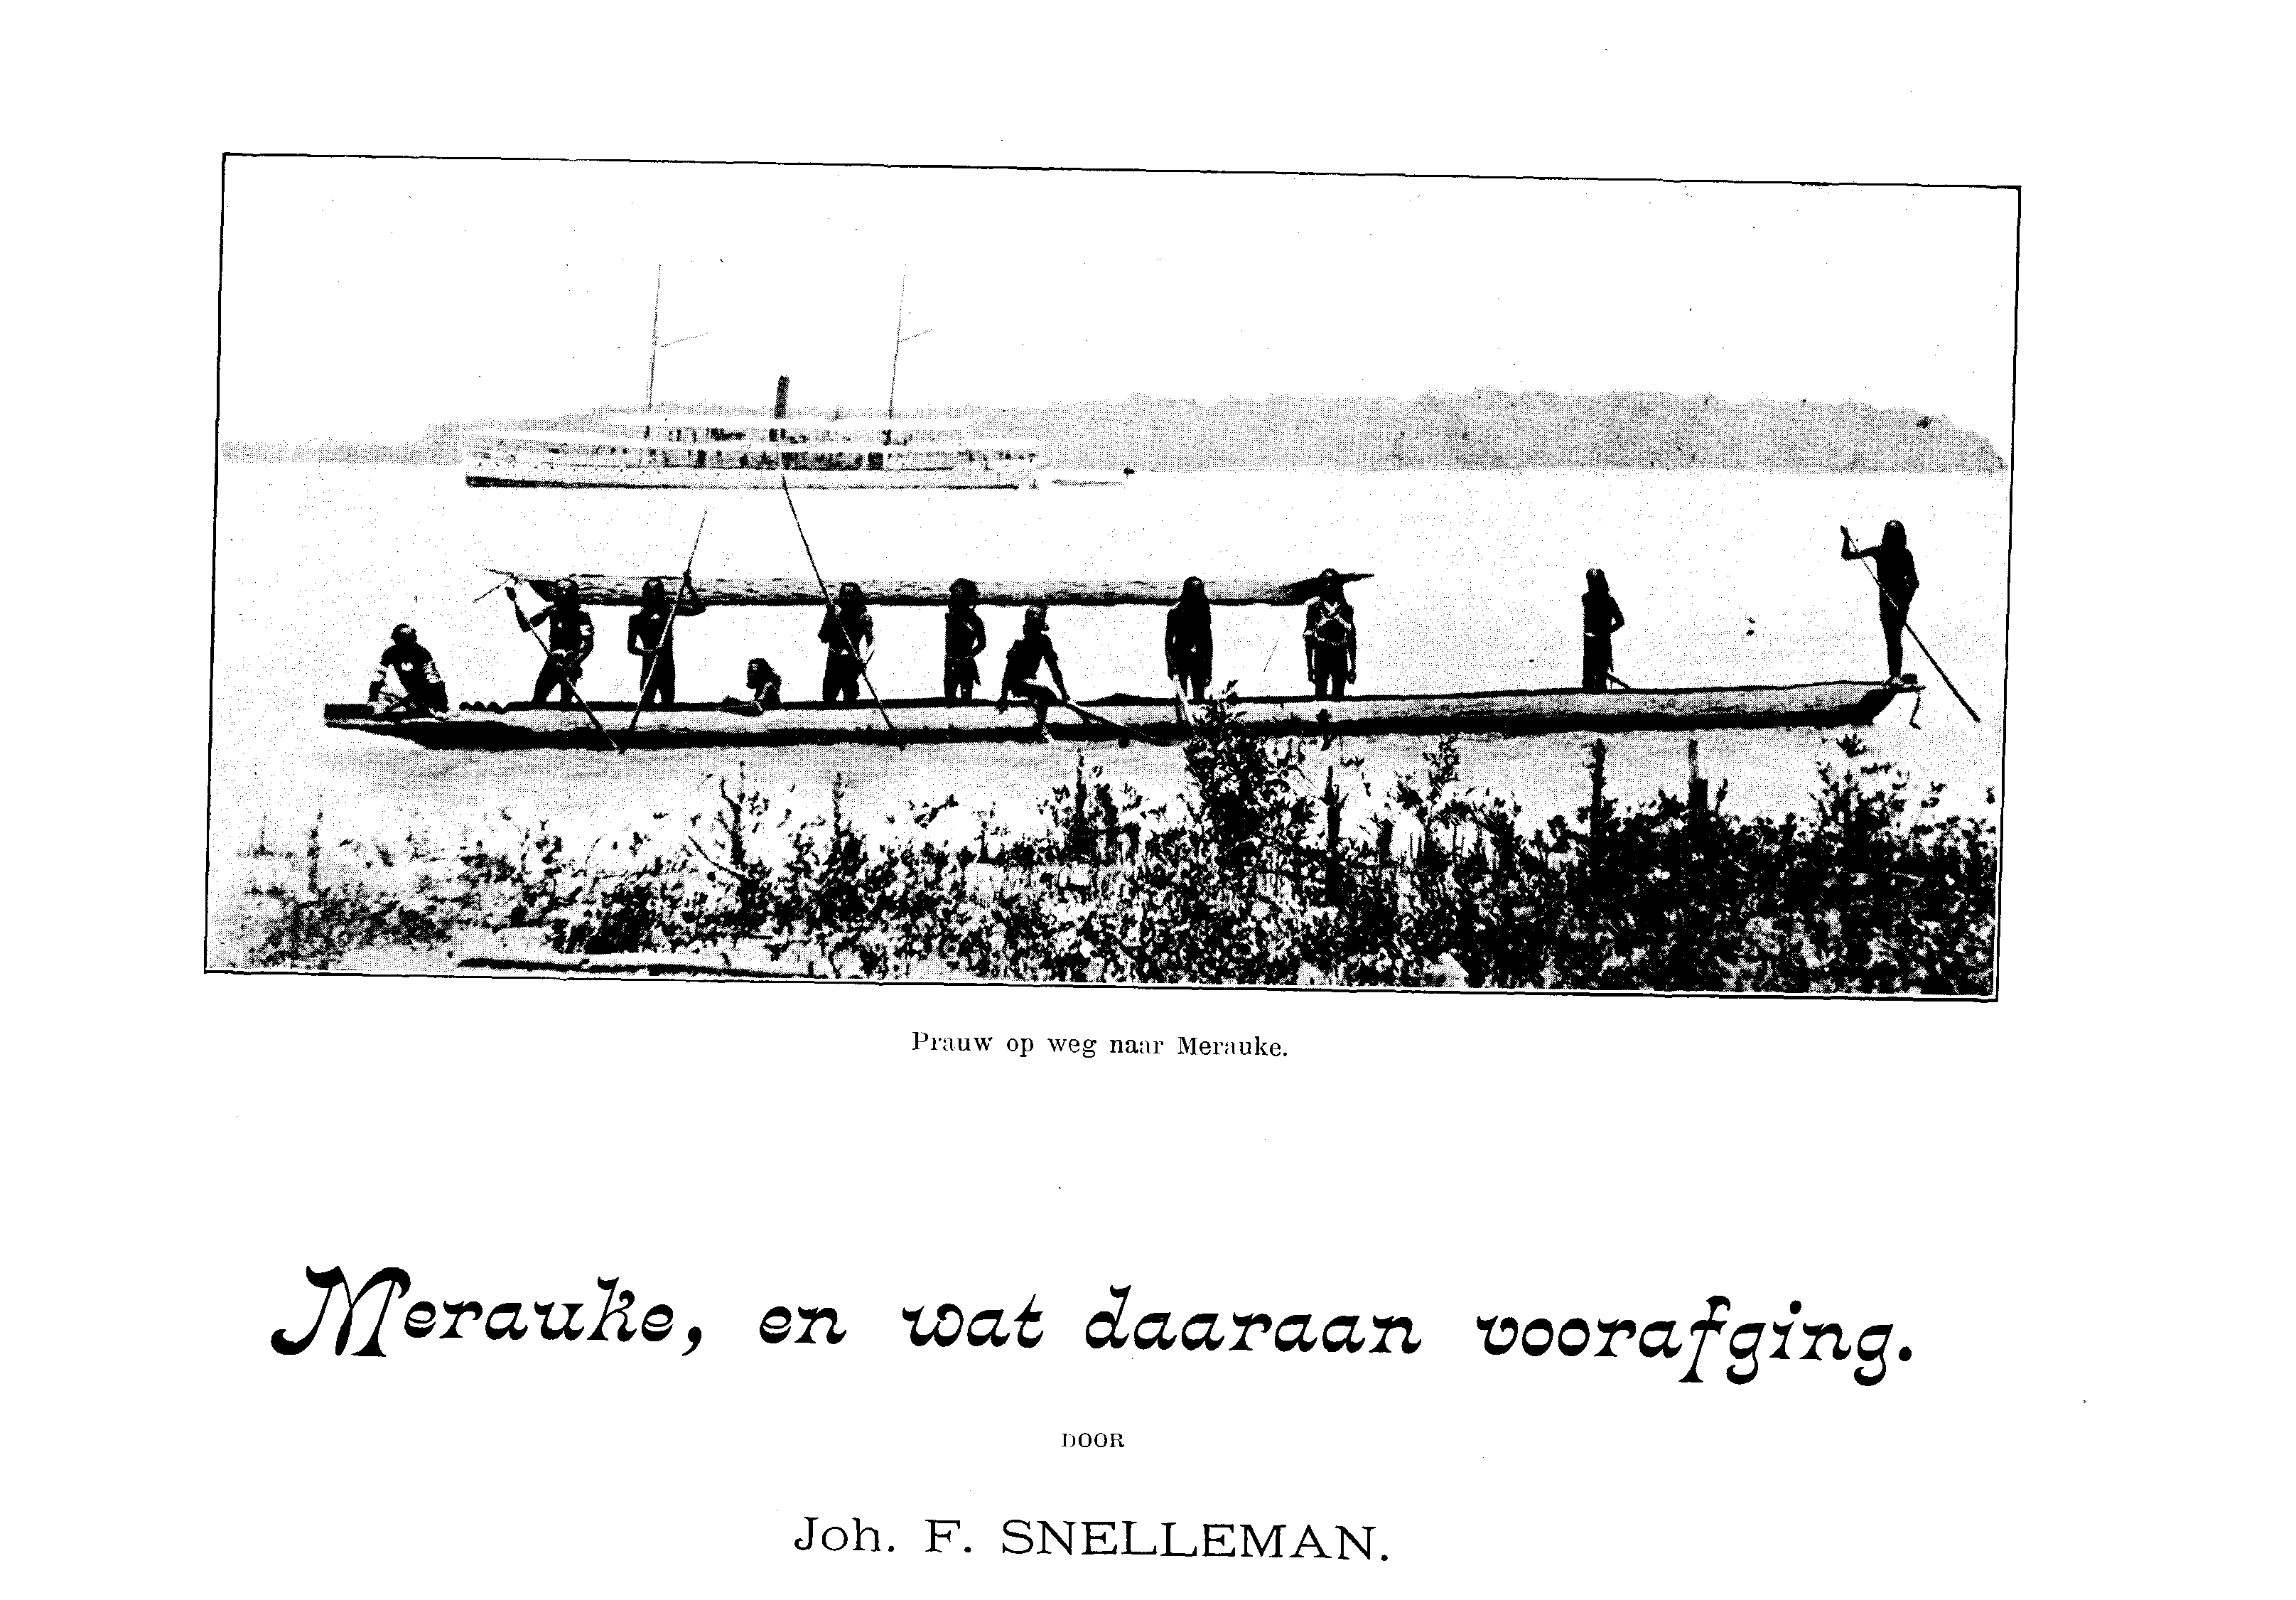 Prauw op weg naar Merauke.
Merauke, en wat daaraan voorafging.
DOOR
Joh. F. SNELLEMAN.